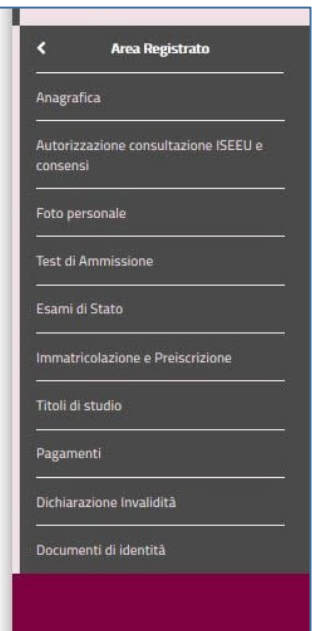 Area Registrato
Anagrafica
Autorizzazione consultazione ISEEU e
consensi
Foto personale
Test di Ammissione
Esami di Stato
Immatricolazione e Preiscrizione
Titoli di studio
Pagamenti
Dichiarazione Invalidità
Documenti di identità